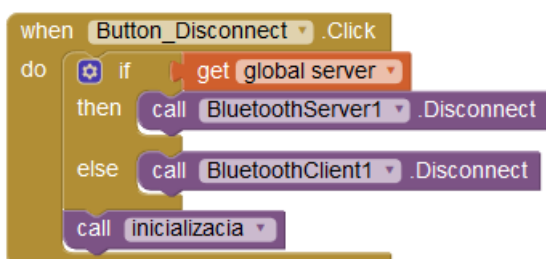 when Button_Disconnect .Click
do if get global server
then call BluetoothServer1 .Disconnect
else call BluetoothClient1 .Disconnect
call inicializacia